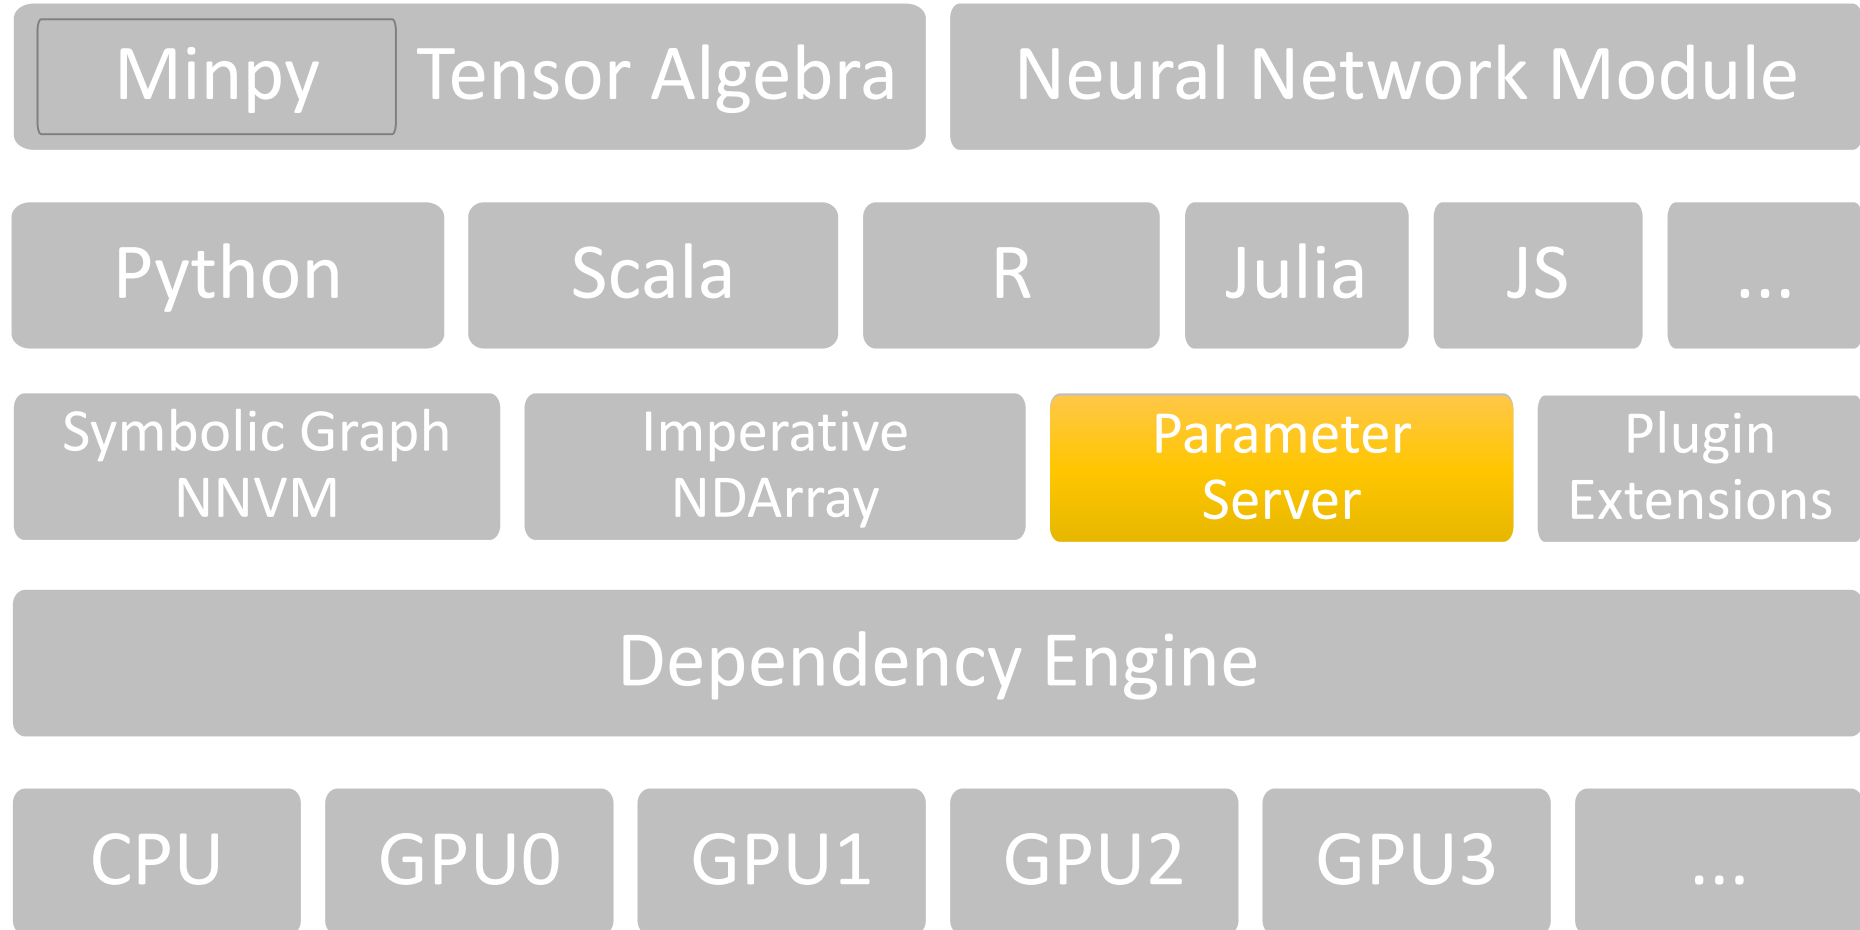 Minpy Tensor Algebra Neural Network Module
Python Scala R Julia JS ...
Symbolic Graph
NNVM
Imperative
NDArray
Parameter
Server
Plugin
Extensions
Dependency Engine
CPU GPU0 GPU1 GPU2 GPU3 ...